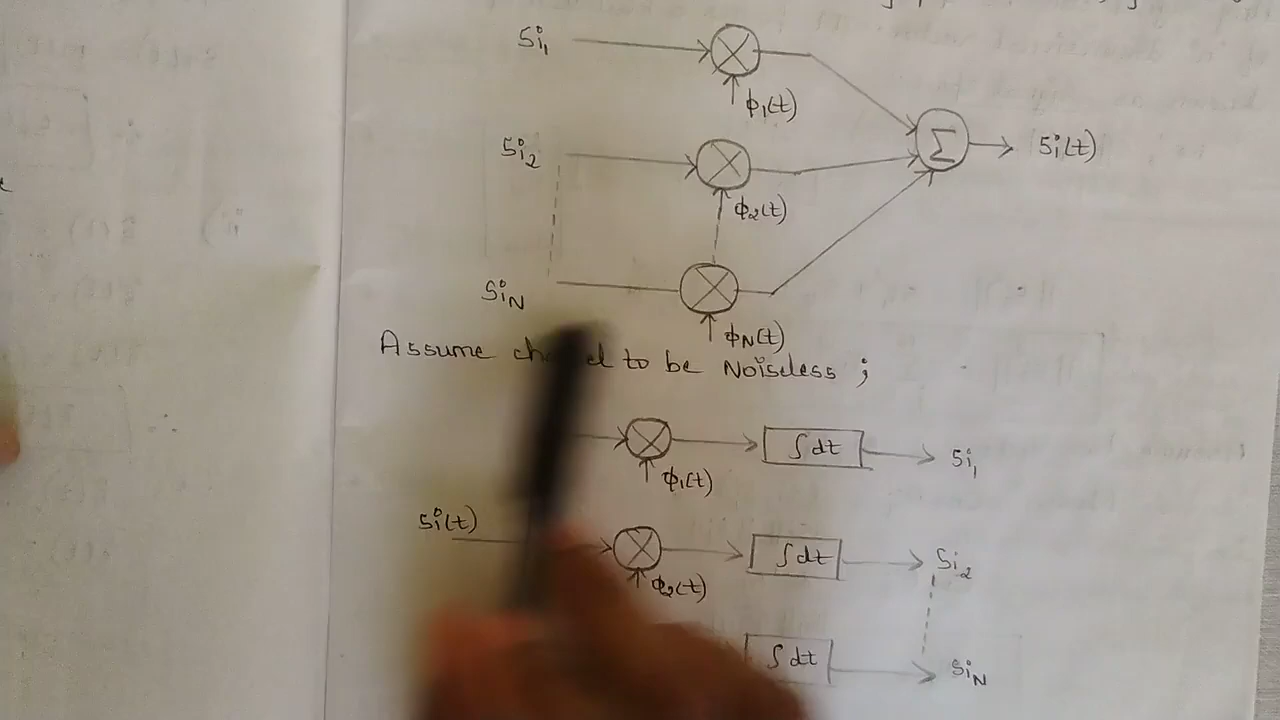 Si1
ϕ1(t)
Si2
ϕ2(t)
Σ
Si(t)
SiN
ϕN(t)
Assume to be Noiseless ;
ϕ1(t)
∫dt
Si1
Si(t)
ϕ2(t)
∫dt
Si2
∫dt
SiN